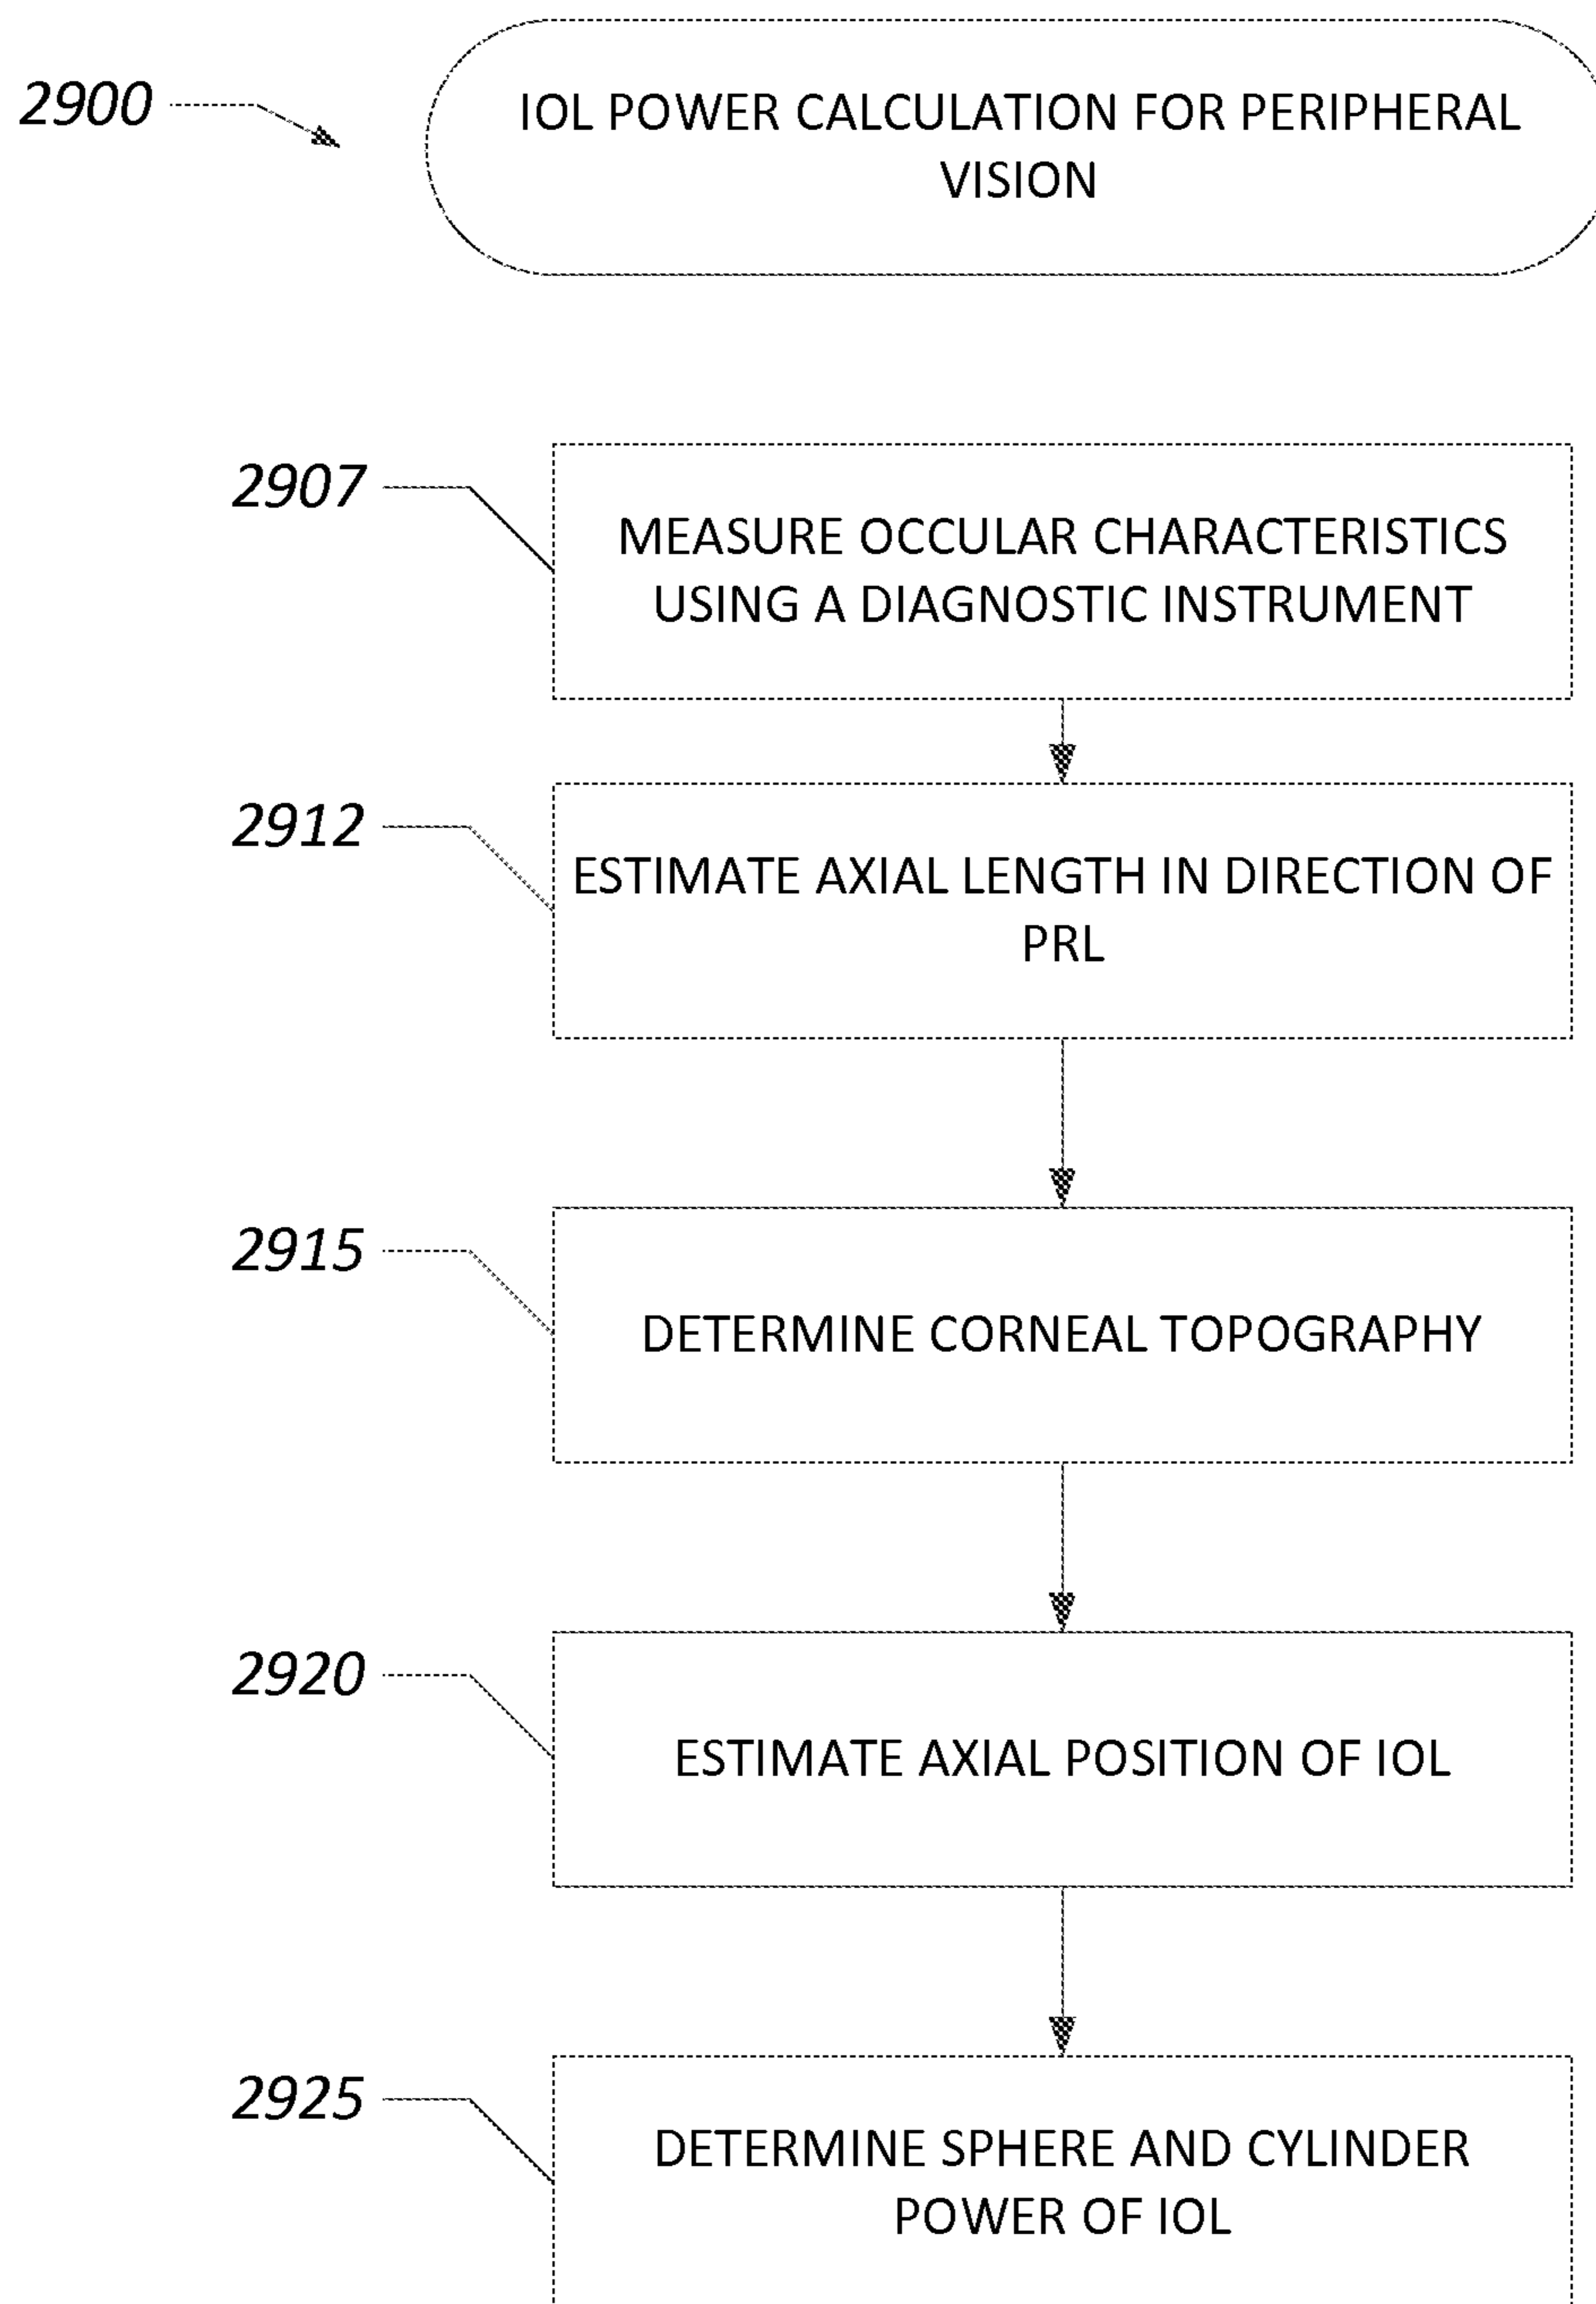 2900
IOL POWER CALCULATION FOR PERIPHERAL
VISION
2907
MEASURE OCCULAR CHARACTERISTICS
USING A DIAGNOSTIC INSTRUMENT
2912
ESTIMATE AXIAL LENGTH IN DIRECTION OF
PRL
2915
DETERMINE CORNEAL TOPOGRAPHY
2920
ESTIMATE AXIAL POSITION OF IOL
2925
DETERMINE SPHERE AND CYLINDER
POWER OF IOL